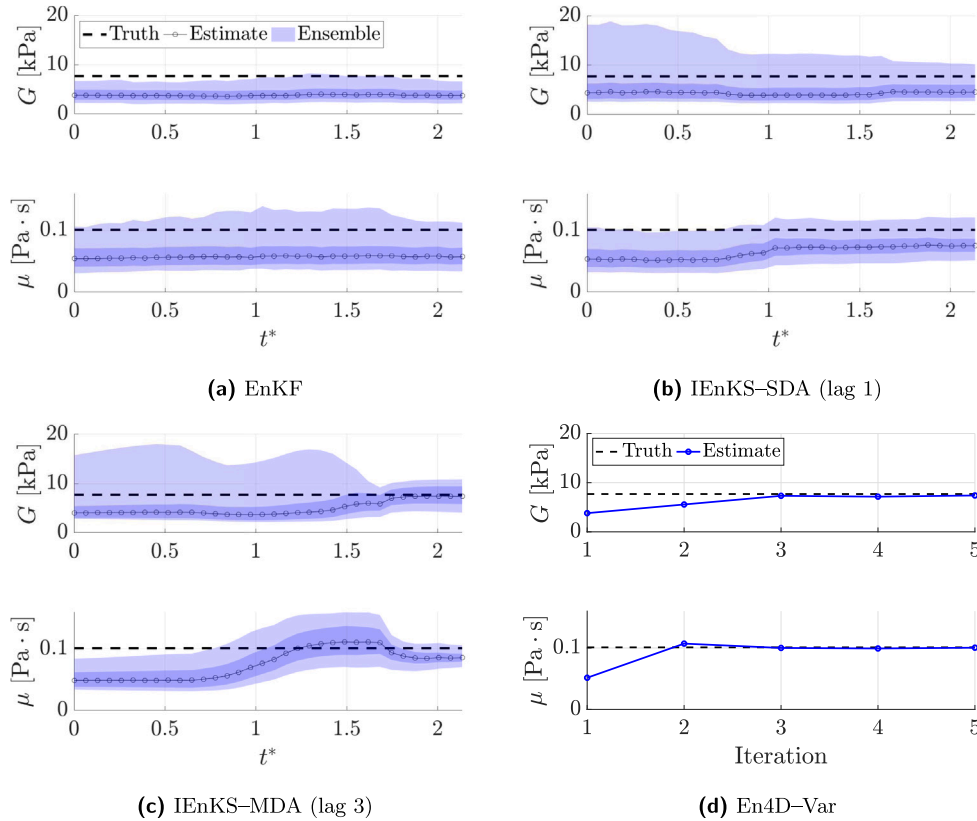 Truth Estimate Ensemble
G [kPa]
20
10
0
0 0.5 1 1.5 2
μ [Pa · s]
0.1
0
0 0.5 1 1.5 2
t*
(a) EnKF
G [kPa]
20
10
0
0 0.5 1 1.5 2
μ [Pa · s]
0.1
0
0 0.5 1 1.5 2
t*
(b) IEnKS–SDA (lag 1)
G [kPa]
20
10
0
0 0.5 1 1.5 2
μ [Pa · s]
0.1
0
0 0.5 1 1.5 2
t*
(c) IEnKS–MDA (lag 3)
Truth Estimate
G [kPa]
20
10
0
1 2 3 4 5
μ [Pa · s]
0.1
0
1 2 3 4 5
Iteration
(d) En4D–Var